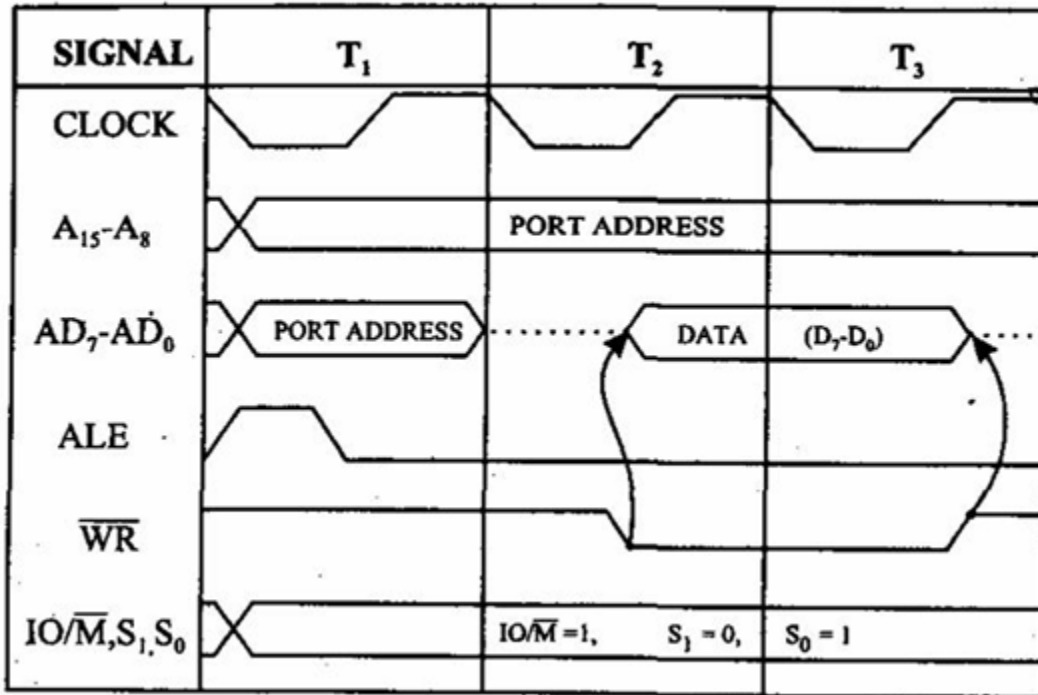 SIGNAL T₁ T₂ T₃
CLOCK
A₁₅-A₈ PORT ADDRESS
AD₇-AD₀ PORT ADDRESS DATA (D₇-D₀)
ALE
W̅R̅
IO/M̅,S₁,S₀ IO/M̅ =1, S₁ = 0, S₀ = 1